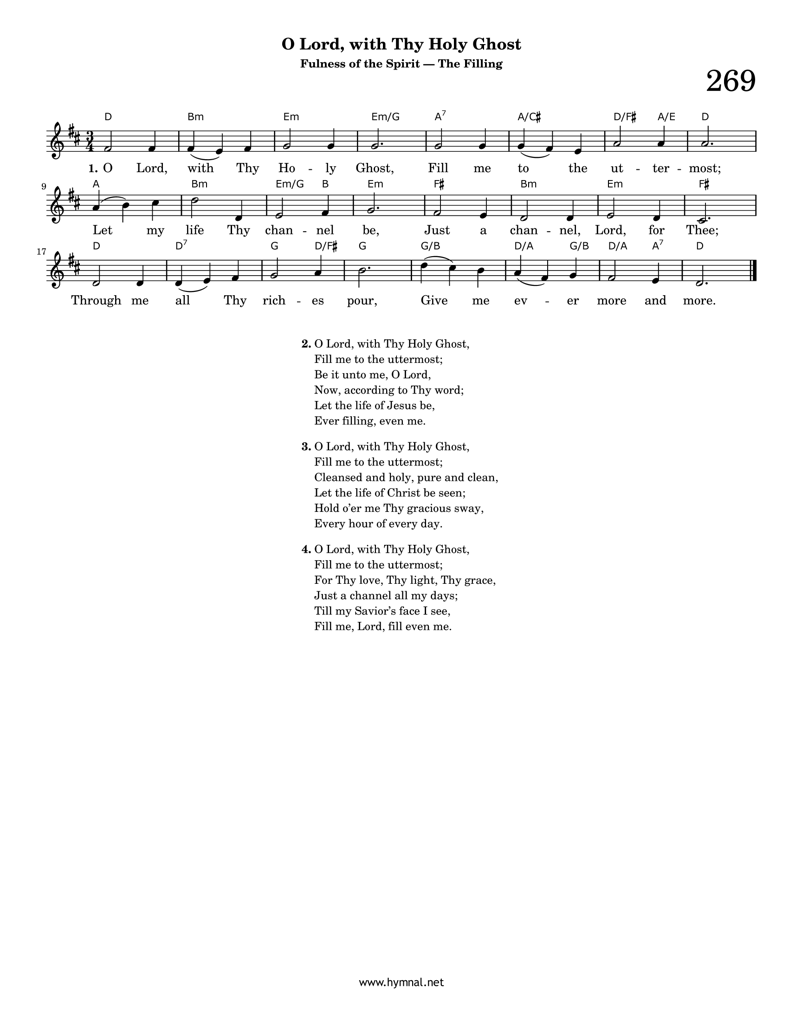 O Lord, with Thy Holy Ghost
Fulness of the Spirit — The Filling
269
D Bm Em Em/G A7 A/C♯ D/F♯ A/E D
3
4
1. O Lord, with Thy Ho - ly Ghost, Fill me to the ut - ter - most;
9
A Bm Em/G B Em F♯ Bm Em F♯
Let my life Thy chan - nel be, Just a chan - nel, Lord, for Thee;
17
D D7 G D/F♯ G G/B D/A G/B D/A A7 D
Through me all Thy rich - es pour, Give me ev - er more and more.
2. O Lord, with Thy Holy Ghost,
Fill me to the uttermost;
Be it unto me, O Lord,
Now, according to Thy word;
Let the life of Jesus be,
Ever filling, even me.
3. O Lord, with Thy Holy Ghost,
Fill me to the uttermost;
Cleansed and holy, pure and clean,
Let the life of Christ be seen;
Hold o’er me Thy gracious sway,
Every hour of every day.
4. O Lord, with Thy Holy Ghost,
Fill me to the uttermost;
For Thy love, Thy light, Thy grace,
Just a channel all my days;
Till my Savior’s face I see,
Fill me, Lord, fill even me.
www.hymnal.net